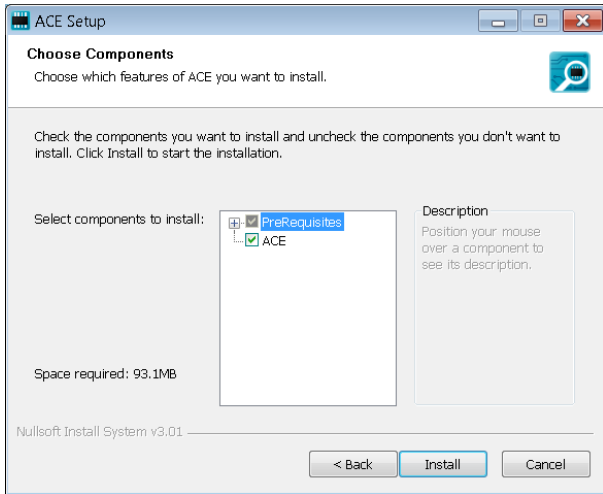 ACE Setup
Choose Components
Choose which features of ACE you want to install.
Check the components you want to install and uncheck the components you don't want to
install. Click Install to start the installation.
Select components to install:
PreRequisites
ACE
Description
Position your mouse
over a component to
see its description.
Space required: 93.1MB
Nullsoft Install System v3.01
< Back
Install
Cancel